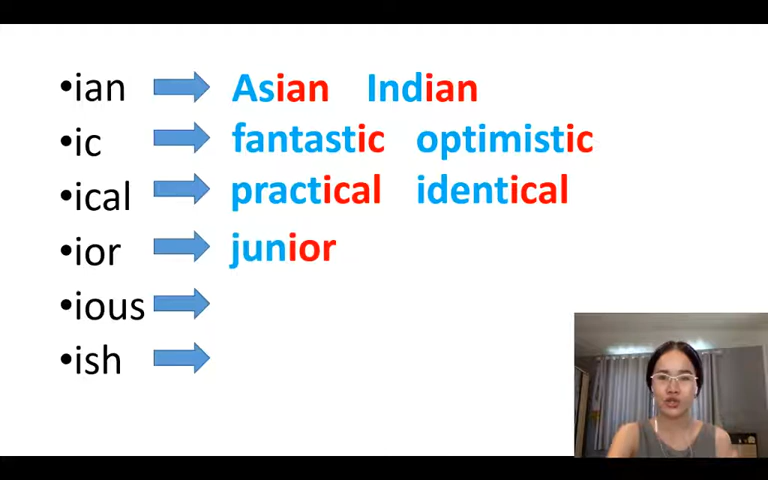 •ian Asian Indian
•ic fantastic optimistic
•ical practical identical
•ior junior
•ious
•ish